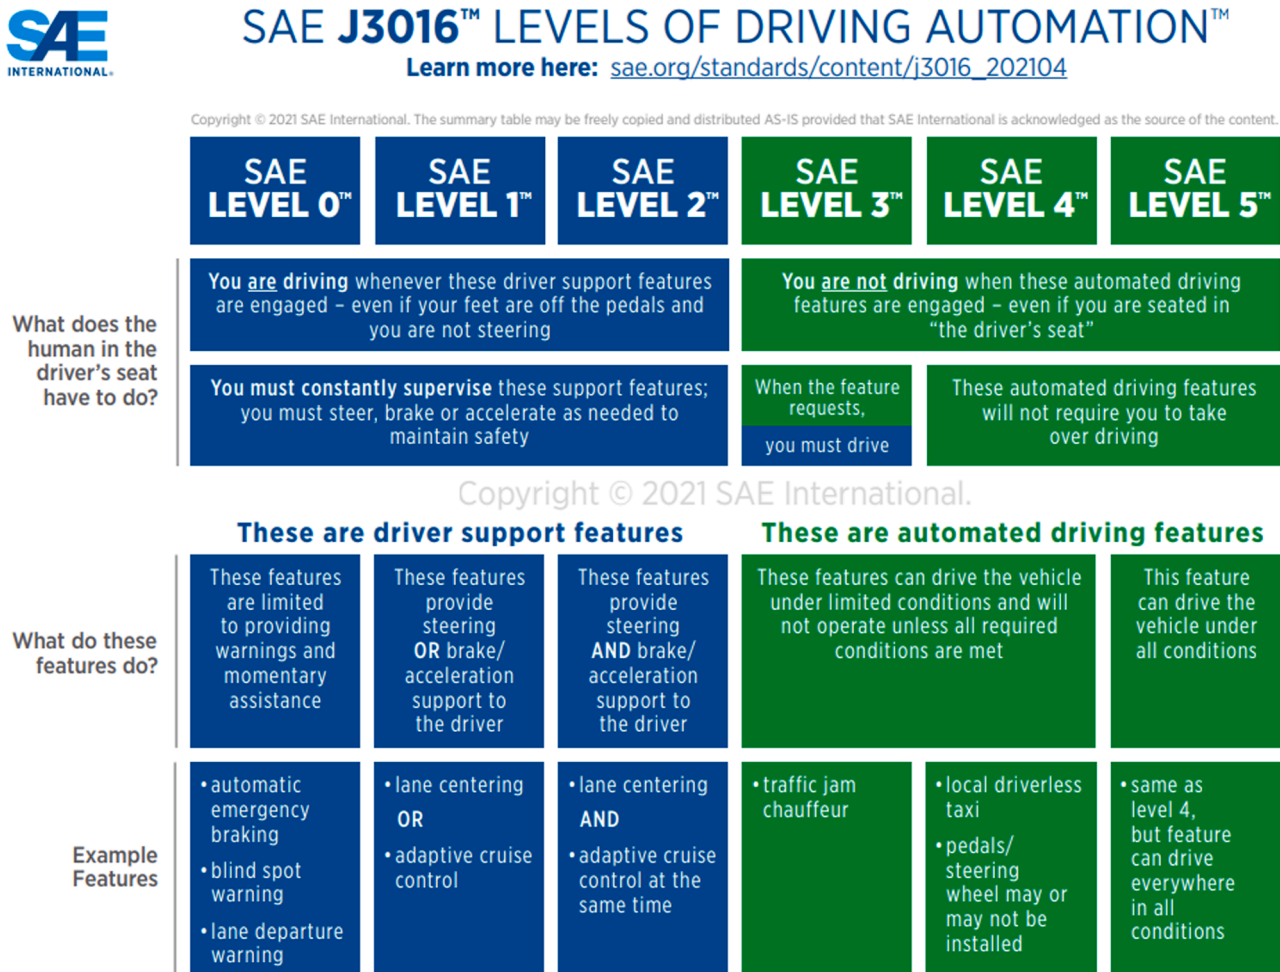 SAE
INTERNATIONAL®
SAE J3016™ LEVELS OF DRIVING AUTOMATION™
Learn more here: sae.org/standards/content/j3016_202104
Copyright © 2021 SAE International. The summary table may be freely copied and distributed AS-IS provided that SAE International is acknowledged as the source of the content.
SAE
LEVEL 0™
SAE
LEVEL 1™
SAE
LEVEL 2™
SAE
LEVEL 3™
SAE
LEVEL 4™
SAE
LEVEL 5™
What does the
human in the
driver's seat
have to do?
You are driving whenever these driver support features
are engaged – even if your feet are off the pedals and
you are not steering
You are not driving when these automated driving
features are engaged – even if you are seated in
“the driver's seat”
You must constantly supervise these support features;
you must steer, brake or accelerate as needed to
maintain safety
When the feature
requests,
you must drive
These automated driving features
will not require you to take
over driving
Copyright © 2021 SAE International.
These are driver support features
These are automated driving features
What do these
features do?
These features
are limited
to providing
warnings and
momentary
assistance
These features
provide
steering
OR brake/
acceleration
support to
the driver
These features
provide
steering
AND brake/
acceleration
support to
the driver
These features can drive the vehicle
under limited conditions and will
not operate unless all required
conditions are met
This feature
can drive the
vehicle under
all conditions
Example
Features
• automatic
emergency
braking
• blind spot
warning
• lane departure
warning
• lane centering
OR
• adaptive cruise
control
• lane centering
AND
• adaptive cruise
control at the
same time
• traffic jam
chauffeur
• local driverless
taxi
• pedals/
steering
wheel may or
may not be
installed
• same as
level 4,
but feature
can drive
everywhere
in all
conditions